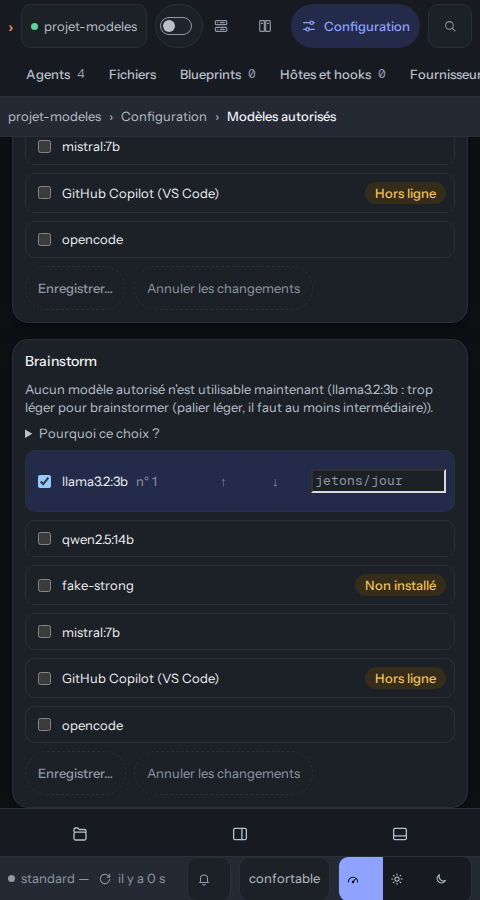 projet-modeles
Configuration
Agents 4 Fichiers Blueprints 0 Hôtes et hooks 0 Fournisseur
projet-modeles › Configuration › Modèles autorisés
mistral:7b
GitHub Copilot (VS Code) Hors ligne
opencode
Enregistrer… Annuler les changements
Brainstorm
Aucun modèle autorisé n'est utilisable maintenant (llama3.2:3b : trop
léger pour brainstormer (palier léger, il faut au moins intermédiaire)).
Pourquoi ce choix ?
llama3.2:3b n° 1 ↑ ↓ jetons/jour
qwen2.5:14b
fake-strong Non installé
mistral:7b
GitHub Copilot (VS Code) Hors ligne
opencode
Enregistrer… Annuler les changements
standard — il y a 0 s confortable